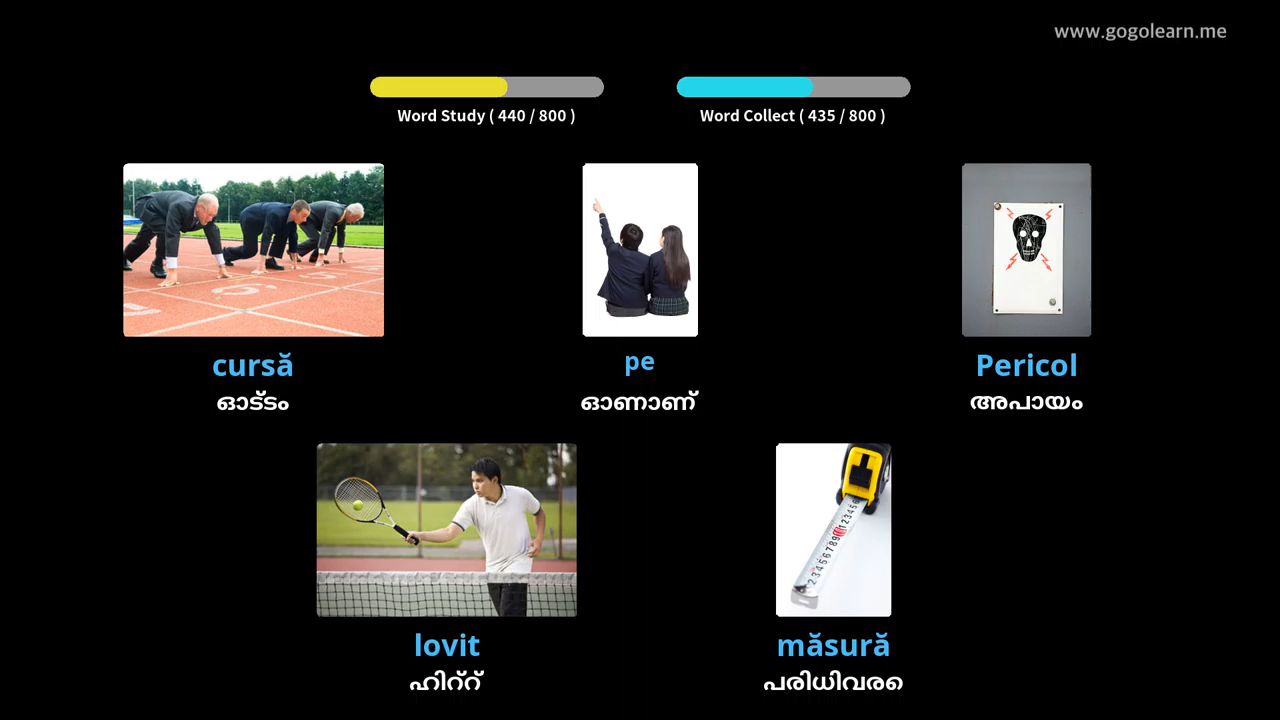 www.gogolearn.me
Word Study ( 440 / 800 )
Word Collect ( 435 / 800 )
cursă
pe
Pericol
ഓട്ടം
ഓണാണ്
അപായം
lovit
măsură
ഹിറ്റ്
പരിധിവരെ